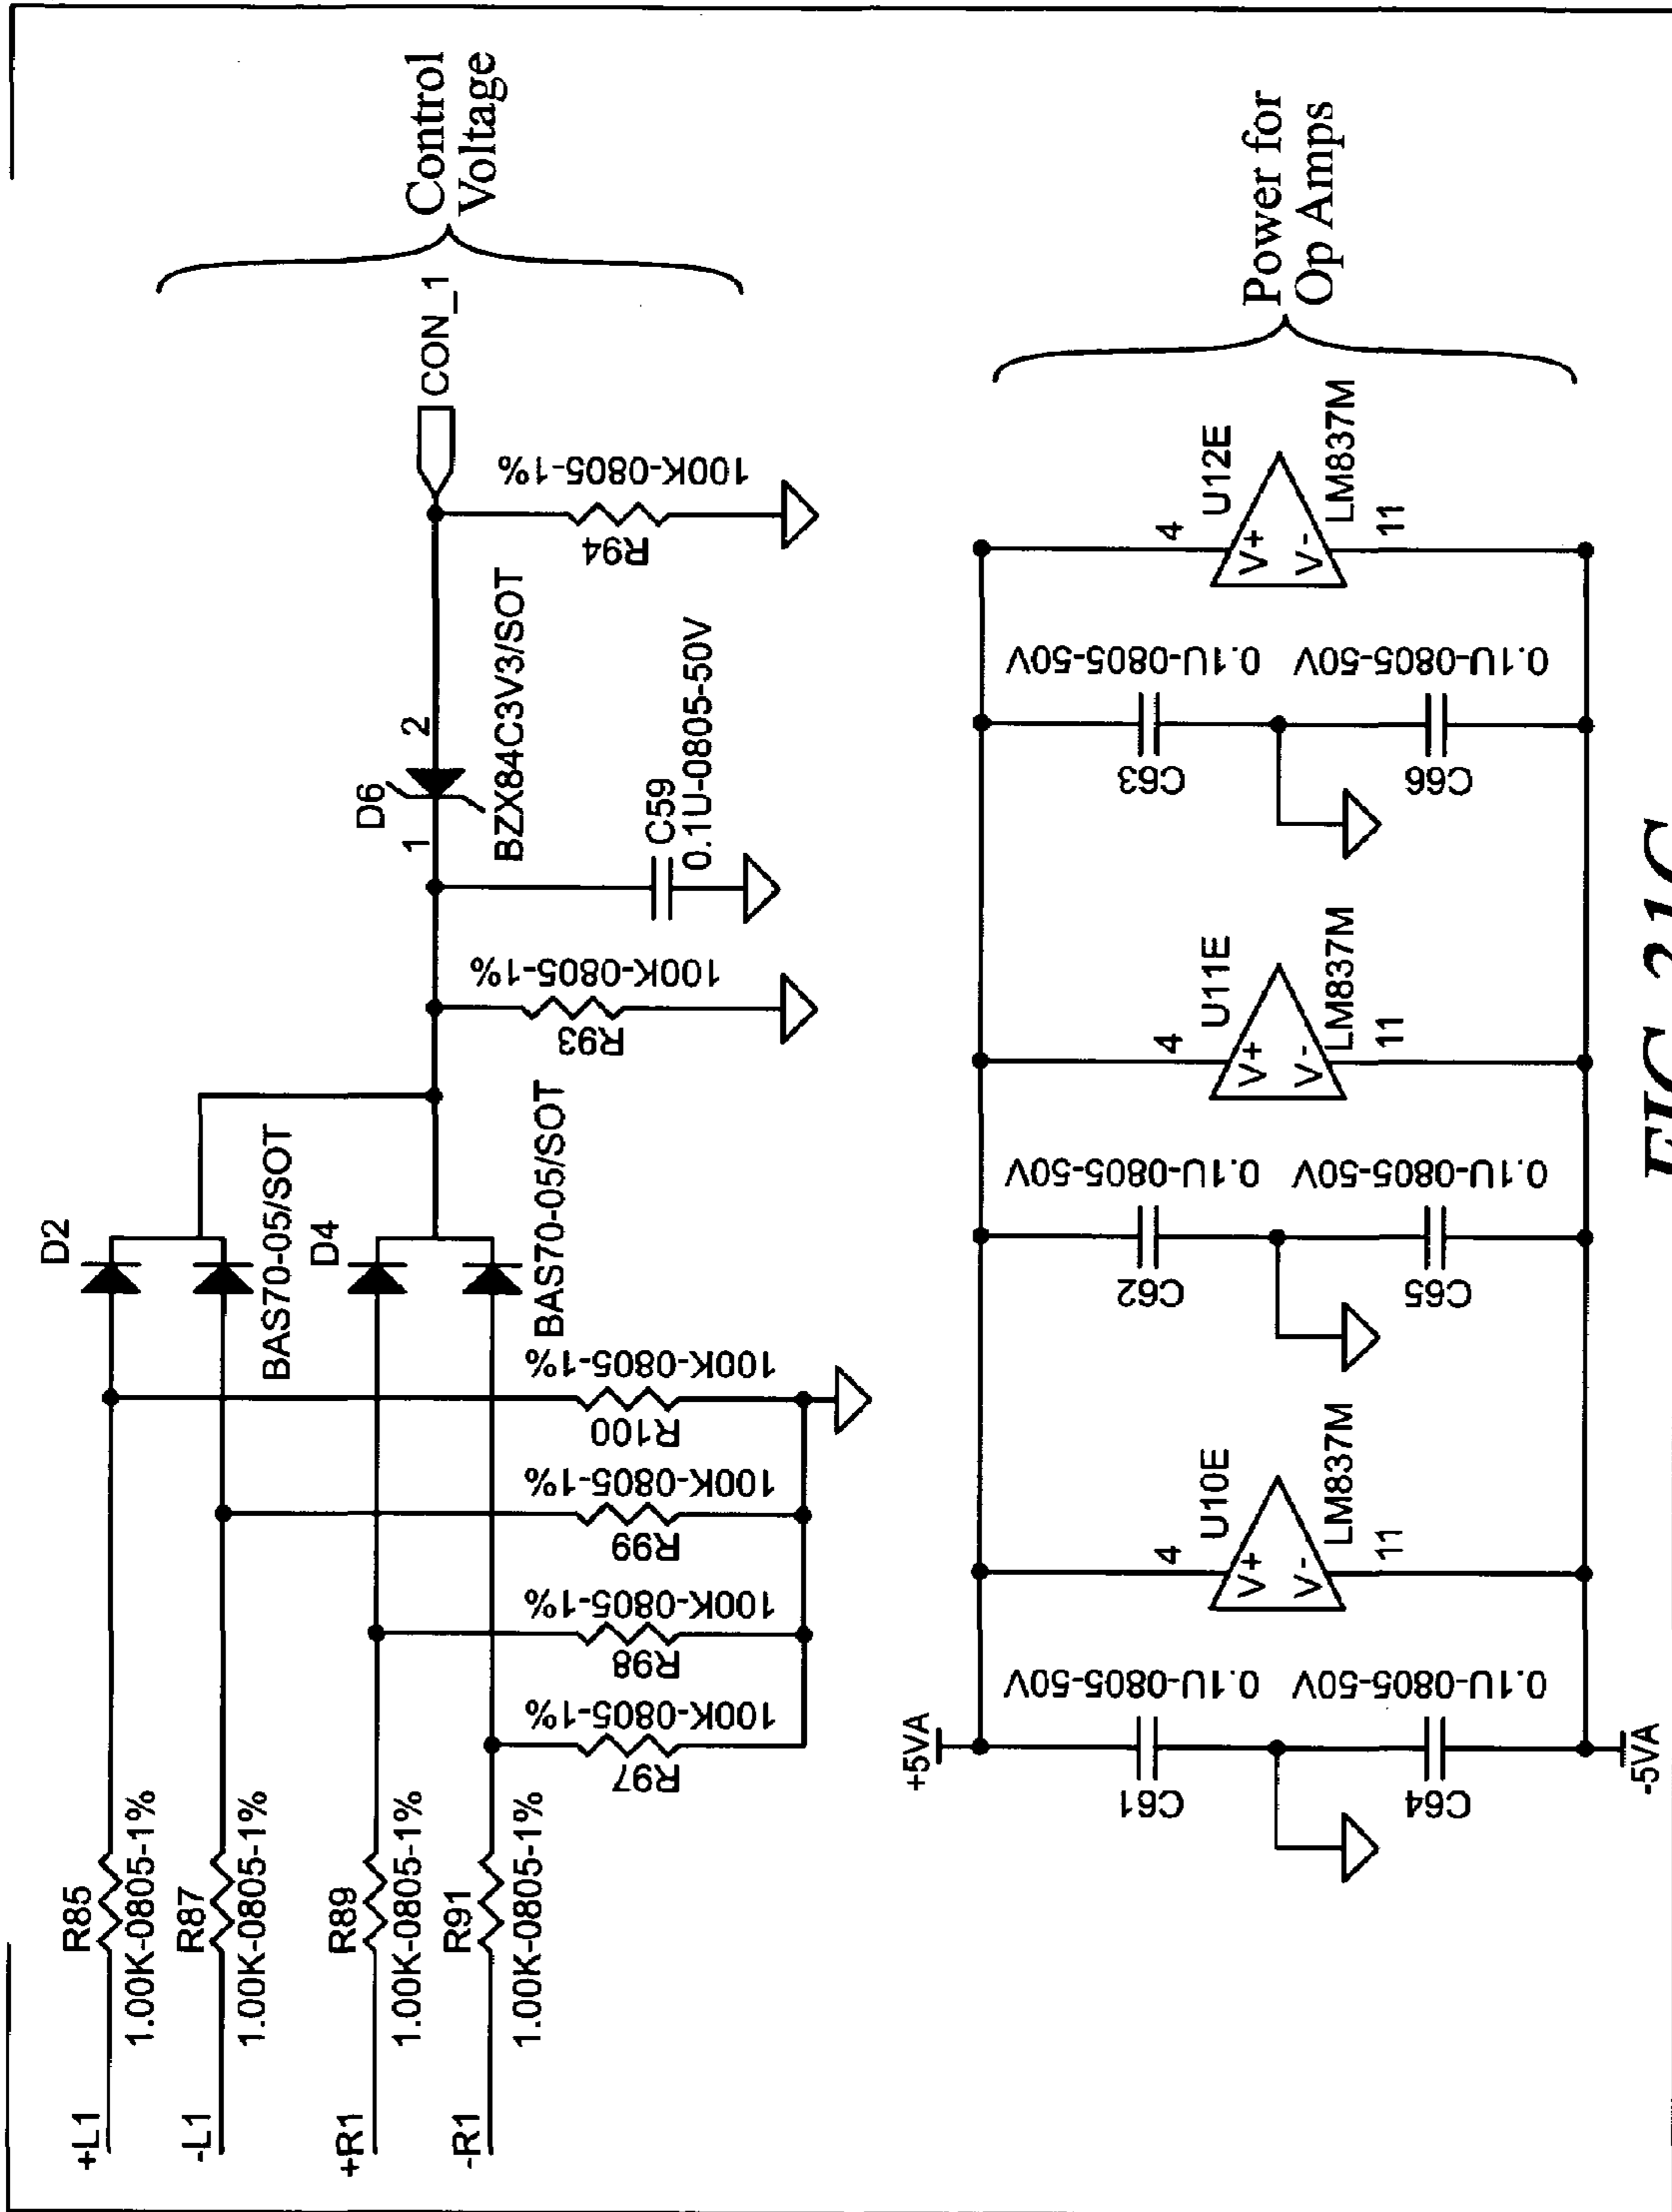 +L1
R85
1.00K-0805-1%
-L1
R87
1.00K-0805-1%
+R1
R89
1.00K-0805-1%
-R1
R91
1.00K-0805-1%
R97
100K-0805-1%
R98
100K-0805-1%
R99
100K-0805-1%
R100
100K-0805-1%
D2
BAS70-05/SOT
D4
BAS70-05/SOT
R93
100K-0805-1%
C59
0.1U-0805-50V
1
D6
2
BZX84C3V3/SOT
R94
100K-0805-1%
CON_1
Control
Voltage
+5VA
C61
0.1U-0805-50V
C64
0.1U-0805-50V
-5VA
4
U10E
V+
V-
LM837M
11
C62
0.1U-0805-50V
C65
0.1U-0805-50V
4
U11E
V+
V-
LM837M
11
C63
0.1U-0805-50V
C66
0.1U-0805-50V
4
U12E
V+
V-
LM837M
11
Power for
Op Amps
FIG. 21C